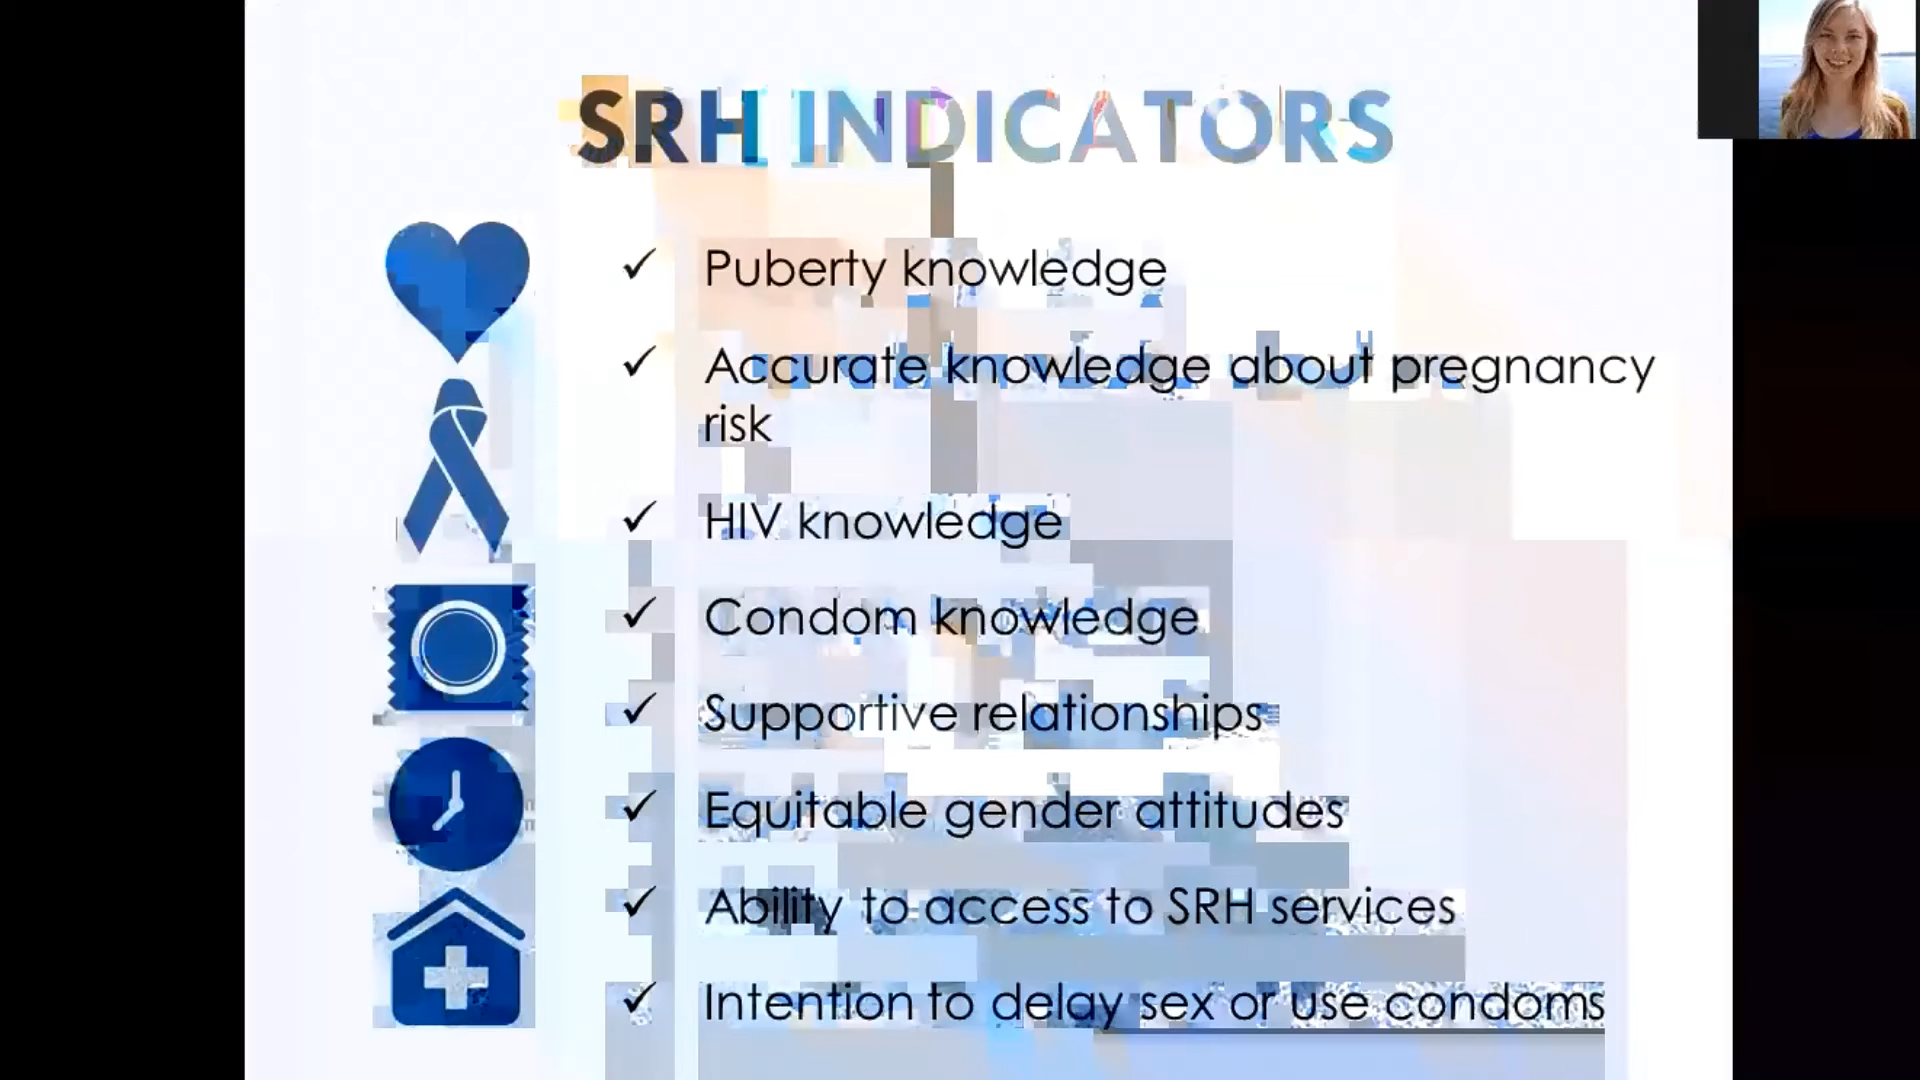 SRH INDICATORS
✓ Puberty knowledge
✓ Accurate knowledge about pregnancy
risk
✓ HIV knowledge
✓ Condom knowledge
✓ Supportive relationships
✓ Equitable gender attitudes
✓ Ability to access to SRH services
✓ Intention to delay sex or use condoms